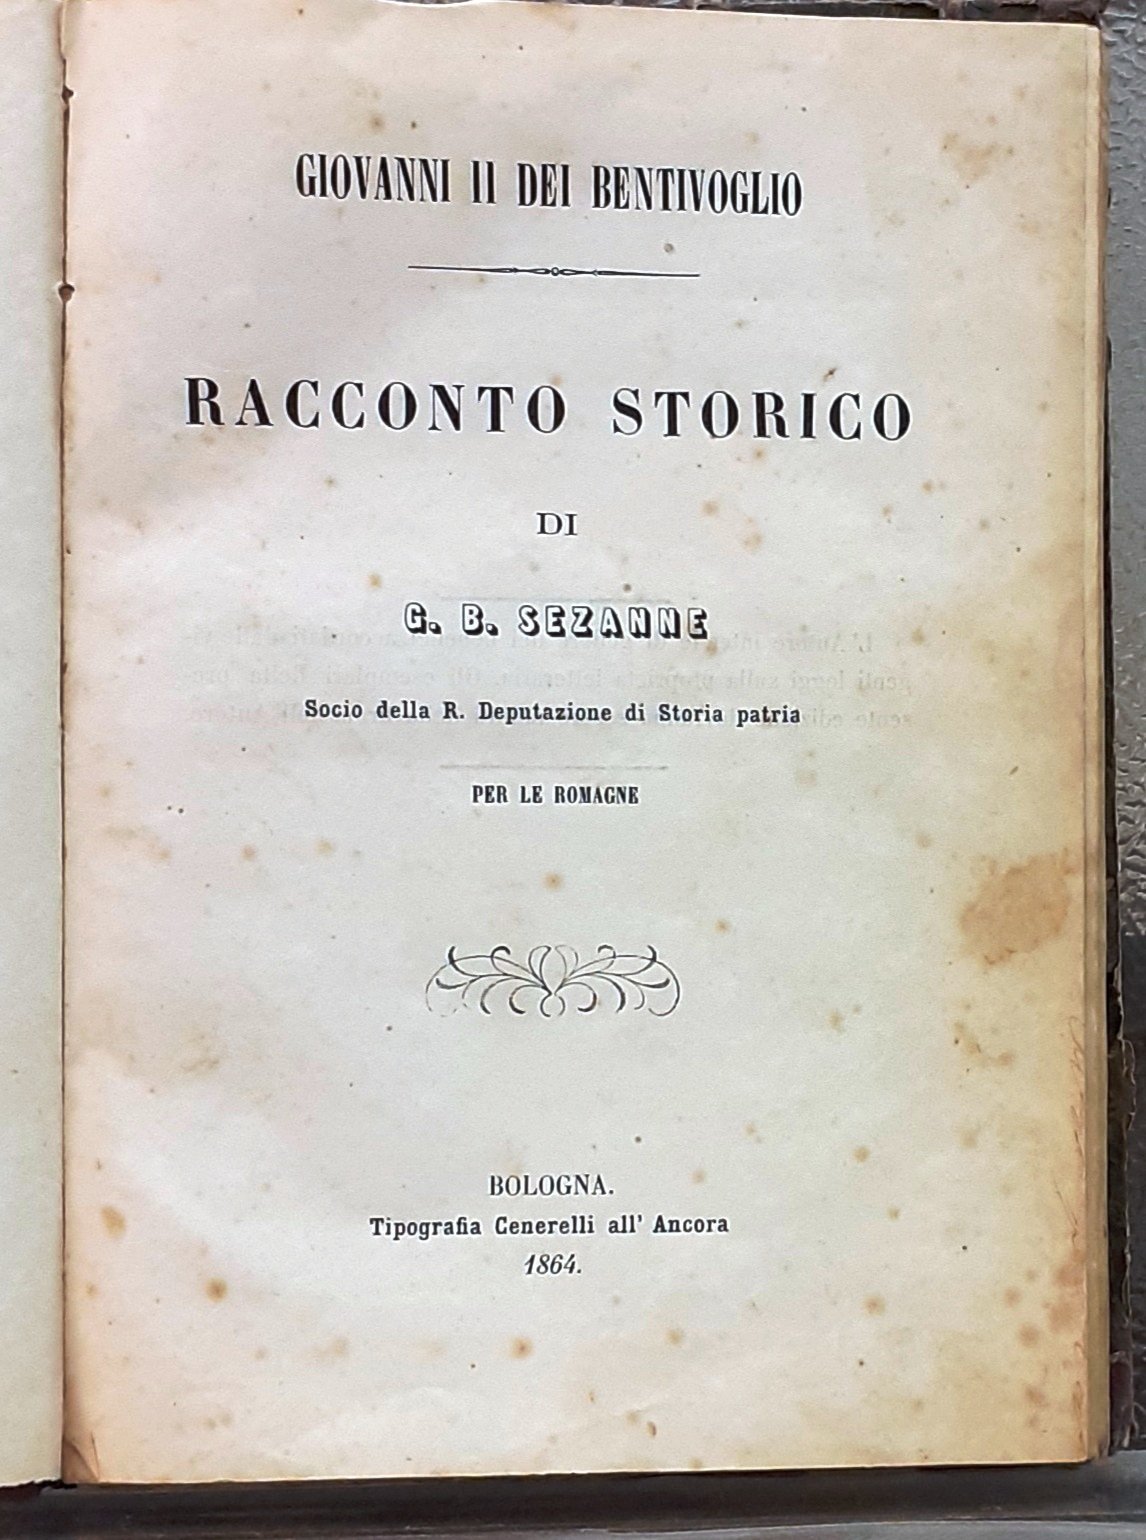 GIOVANNI II DEI BENTIVOGLIO
RACCONTO STORICO
DI
G. B. SEZANNE
Socio della R. Deputazione di Storia patria
PER LE ROMAGNE
BOLOGNA.
Tipografia Cenerelli all' Ancora
1864.